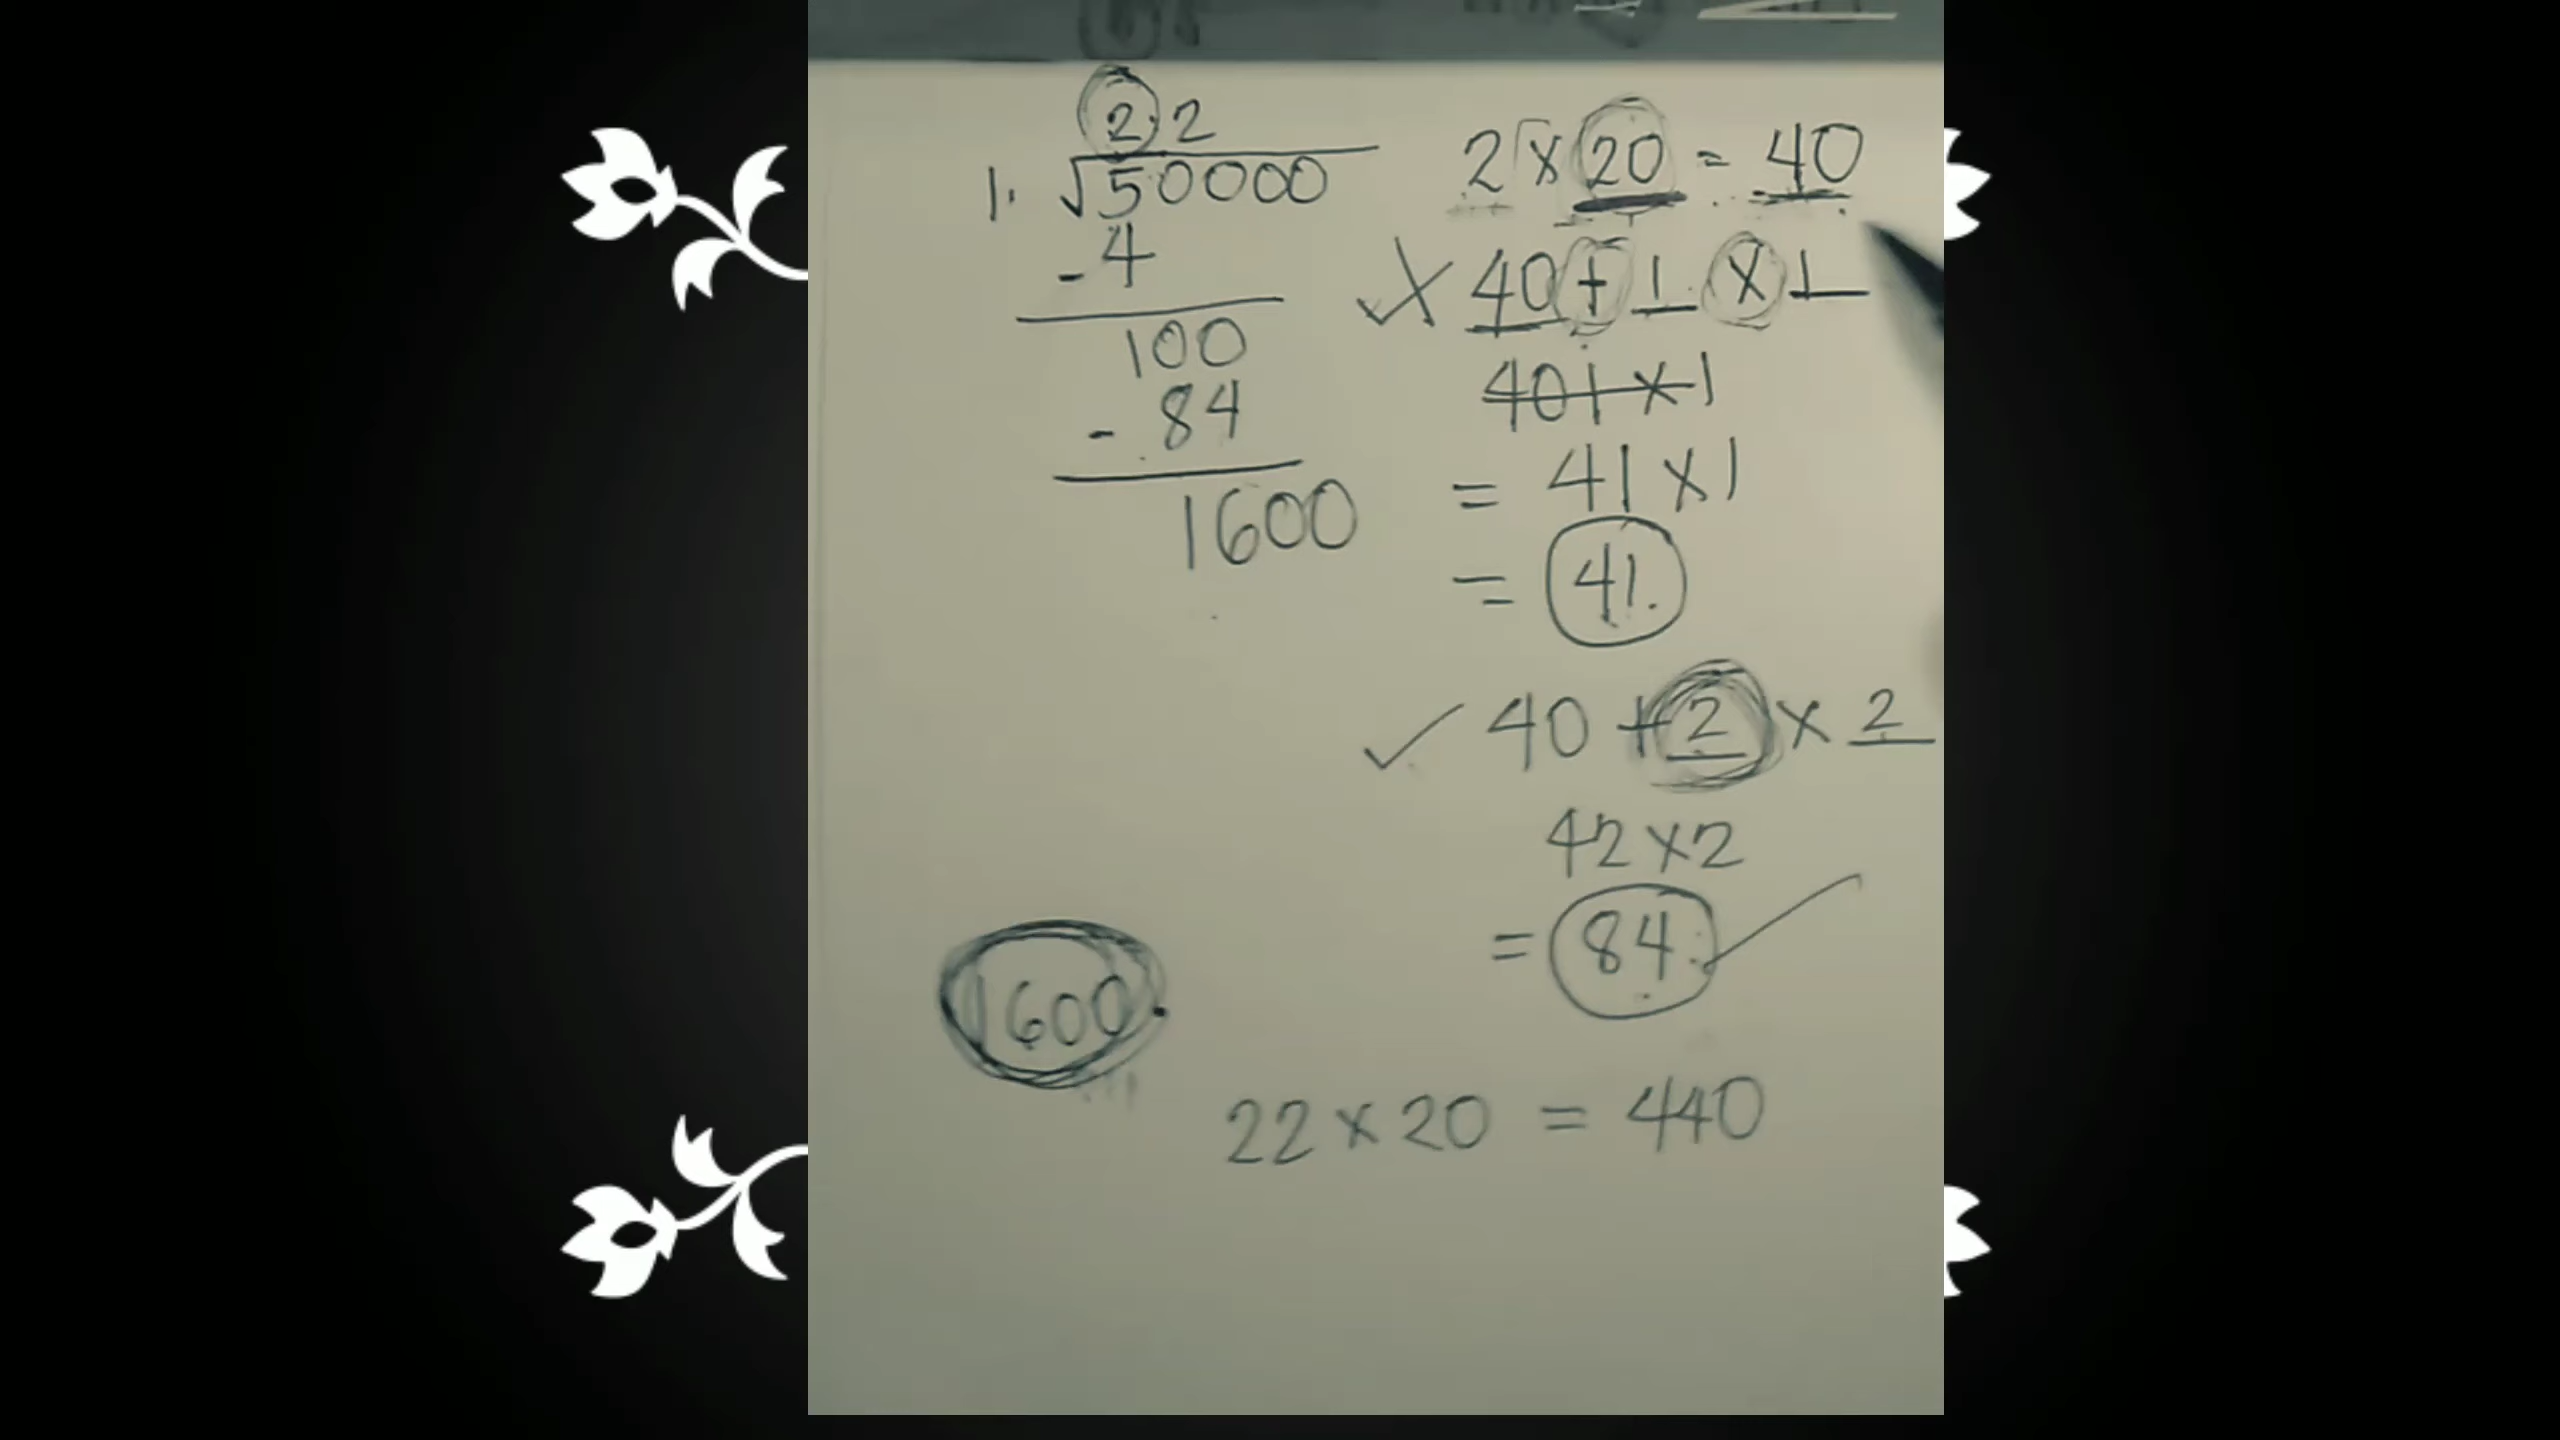 2.2
1. √50000
-4
100
- 84
1600
2 x 20 = 40
40 + 1 x 1
401 x 1
= 41 x 1
= 41.
40 + 2 x 2
42 x 2
= 84.
1600.
22 x 20 = 440